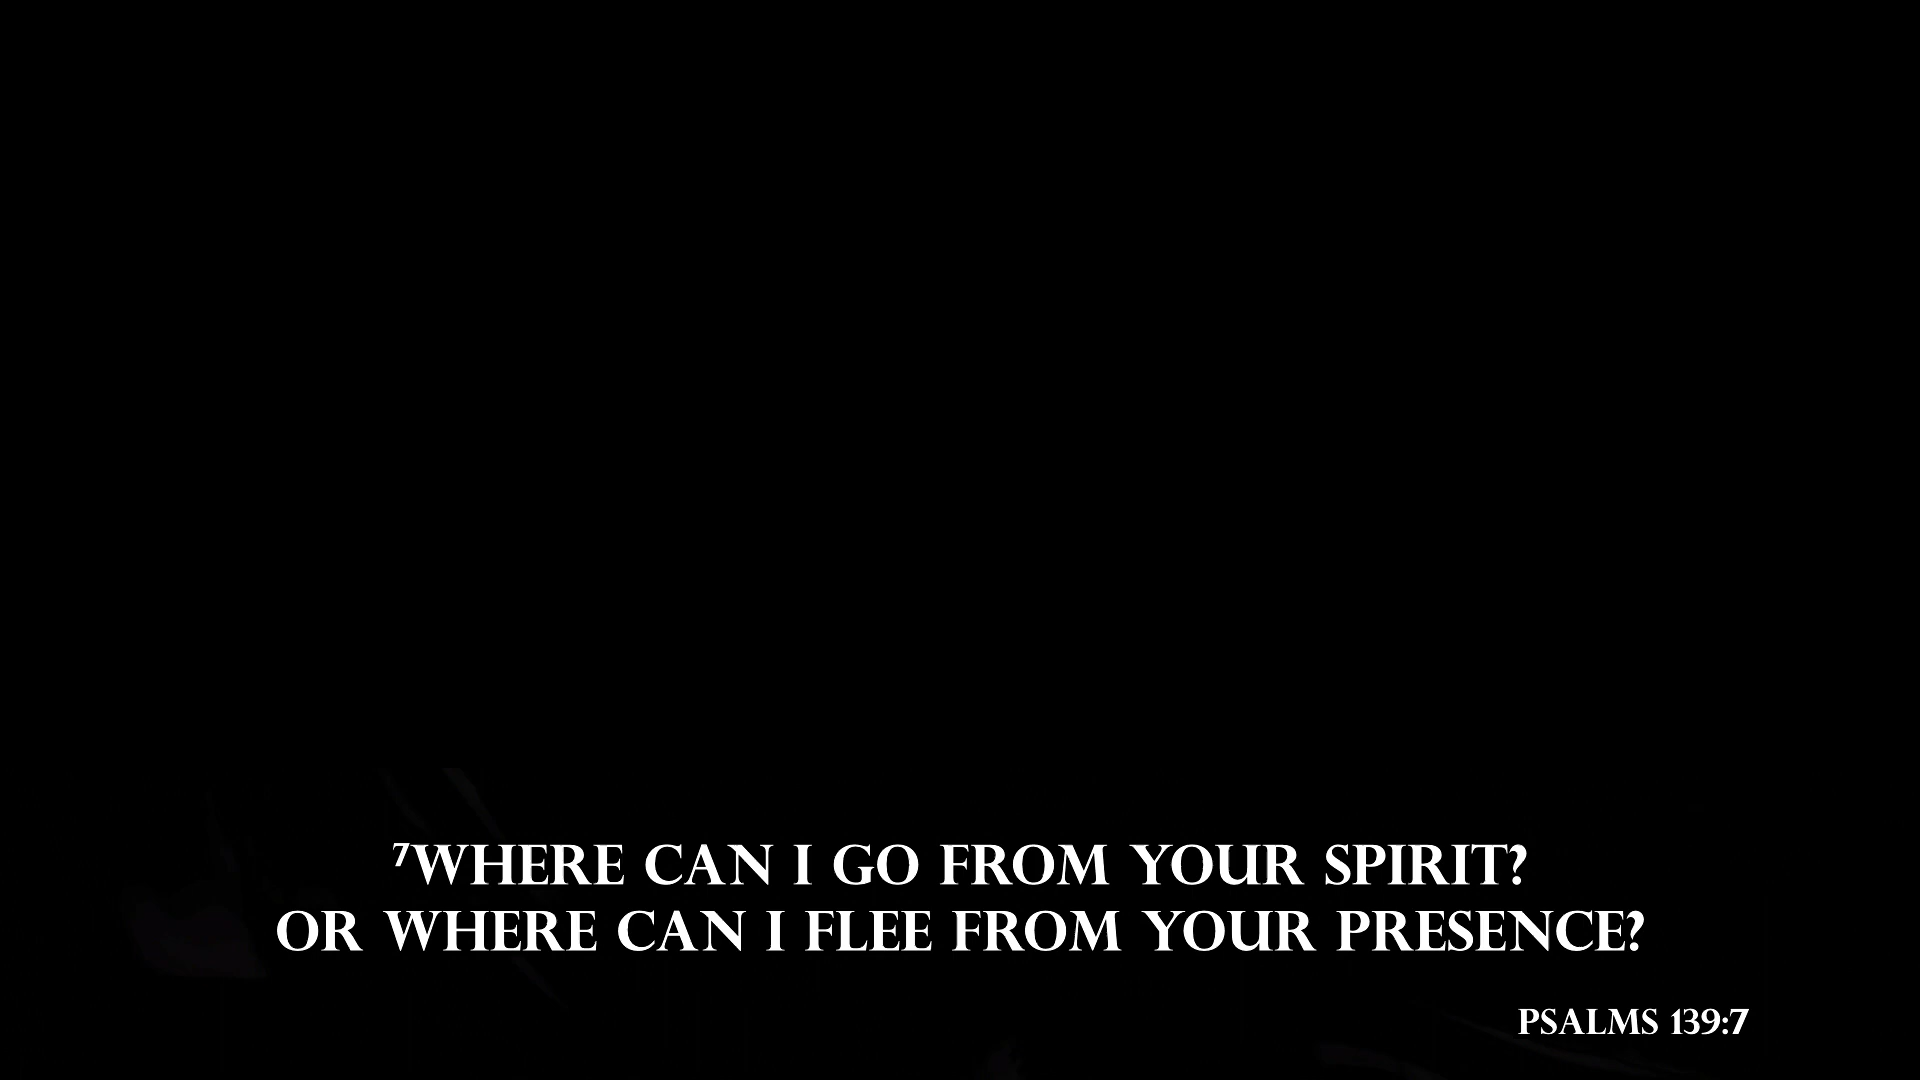 ⁷WHERE CAN I GO FROM YOUR SPIRIT?
OR WHERE CAN I FLEE FROM YOUR PRESENCE?
PSALMS 139:7